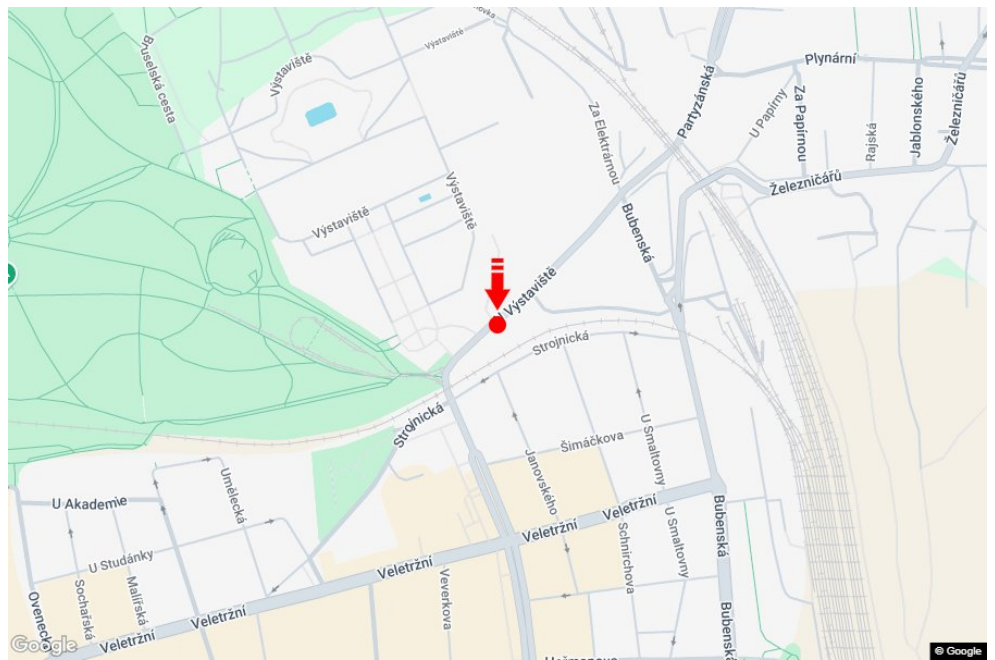 Výstaviště
Výstaviště
Bruselská cesta
Plynární
Partyzánská
Za Elektrárnou
U Papírny
Za Papírnou
Rajská
Jablonského
Železničářů
Železničářů
Výstaviště
Výstaviště
Bubenská
Výstaviště
Strojnická
Strojnická
Šimáčkova
U Smaltovny
Janovského
Umělecká
U Akademie
Veletržní
Veletržní
Veletržní
Veletržní
Bubenská
Schnirchova
U Smaltovny
U Studánky
Sochařská
Malířská
Veverkova
Bubenská
Google
© Google